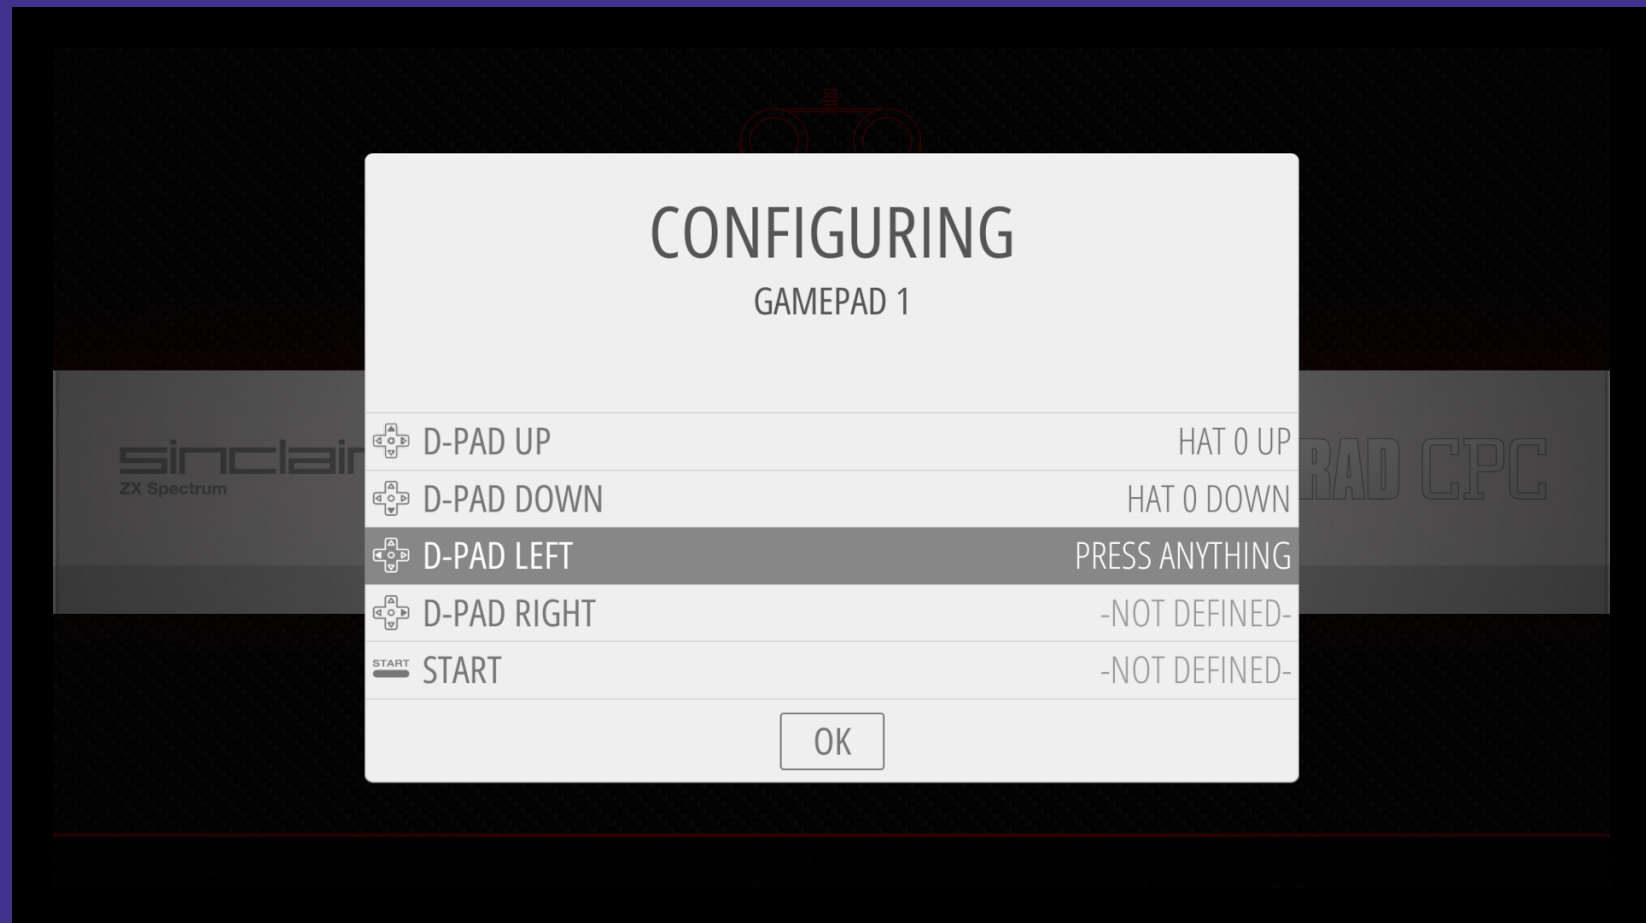 CONFIGURING
GAMEPAD 1
D-PAD UP HAT 0 UP
D-PAD DOWN HAT 0 DOWN
D-PAD LEFT PRESS ANYTHING
D-PAD RIGHT -NOT DEFINED-
START START -NOT DEFINED-
OK
sinclair
ZX Spectrum
RAD CPC